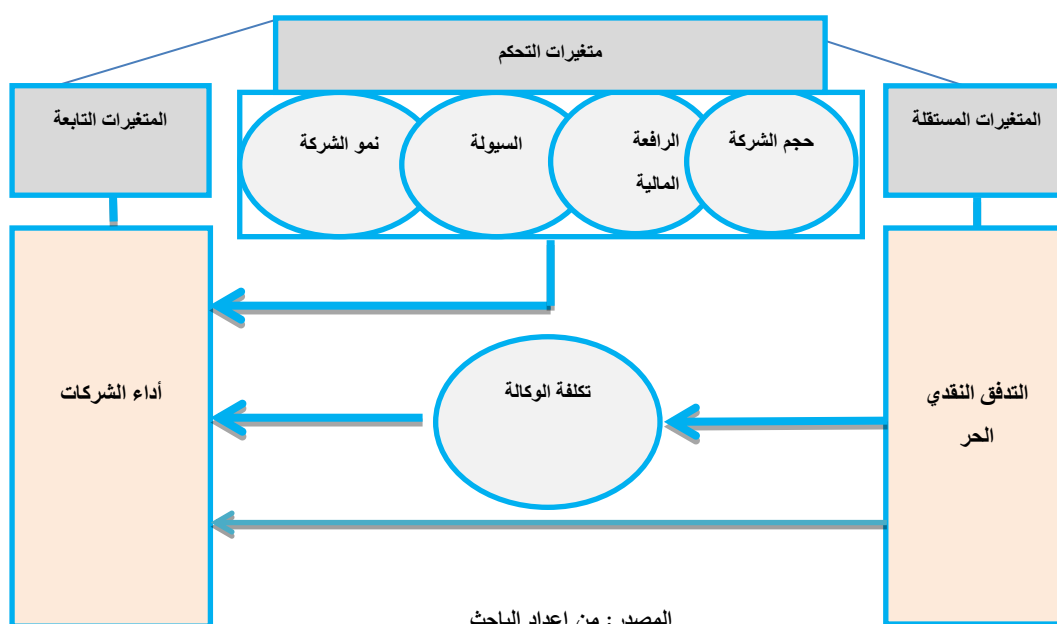 متغيرات التحكم
المتغيرات المستقلة
المتغيرات التابعة
حجم الشركة
الرافعة
المالية
السيولة
نمو الشركة
التدفق النقدي
الحر
تكلفة الوكالة
أداء الشركات
المصدر: من إعداد الباحث